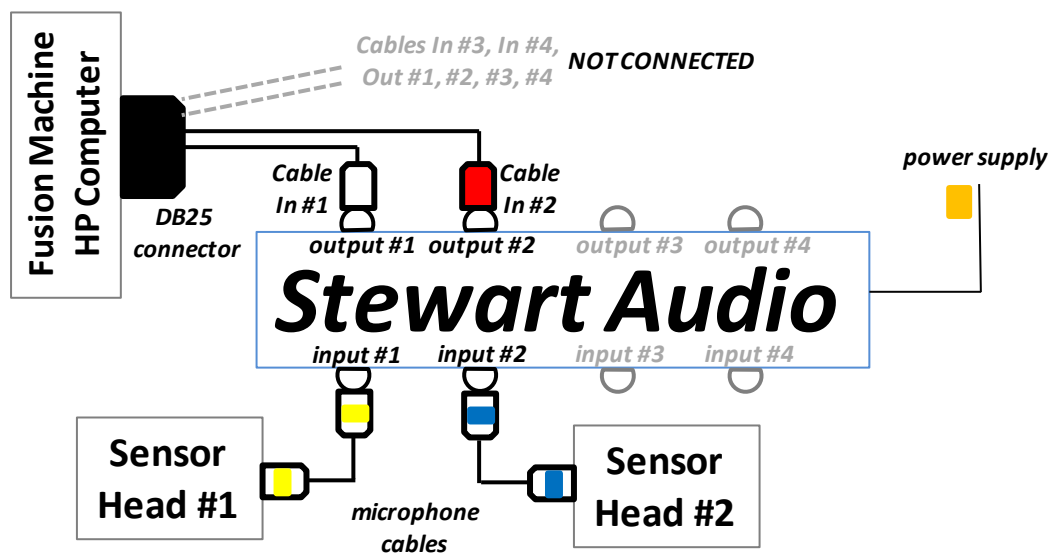 Fusion Machine
HP Computer
Cables In #3, In #4,
Out #1, #2, #3, #4
NOT CONNECTED
DB25
connector
Cable
In #1
Cable
In #2
power supply
output #1
output #2
output #3
output #4
Stewart Audio
input #1
input #2
input #3
input #4
Sensor
Head #1
microphone
cables
Sensor
Head #2